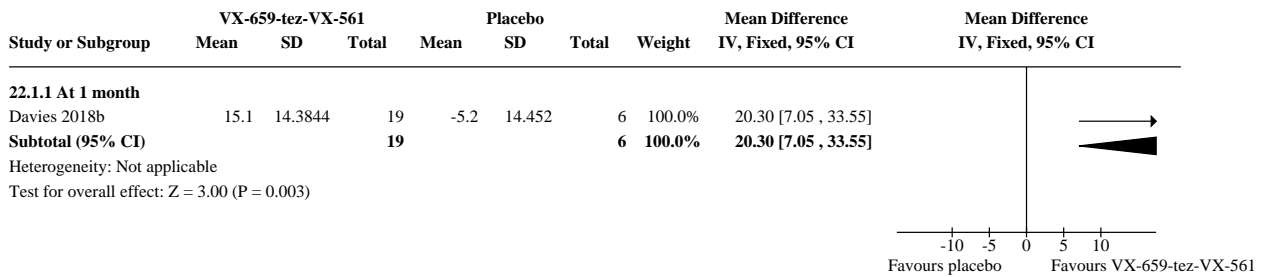 VX-659-tez-VX-561 Placebo Mean Difference Mean Difference
Study or Subgroup Mean SD Total Mean SD Total Weight IV, Fixed, 95% CI IV, Fixed, 95% CI
22.1.1 At 1 month
Davies 2018b 15.1 14.3844 19 -5.2 14.452 6 100.0% 20.30 [7.05 , 33.55]
Subtotal (95% CI) 19 6 100.0% 20.30 [7.05 , 33.55]
Heterogeneity: Not applicable
Test for overall effect: Z = 3.00 (P = 0.003)
-10 -5 0 5 10
Favours placebo Favours VX-659-tez-VX-561